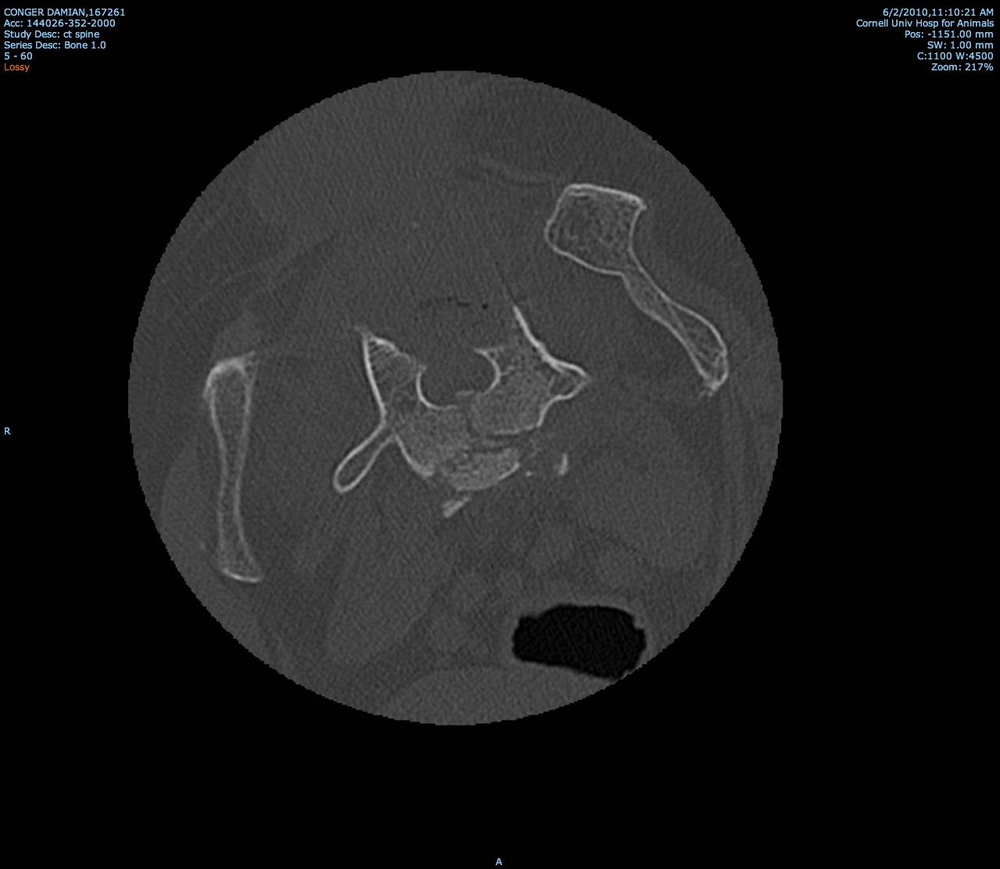 CONGER DAMIAN,167261
Acc: 144026-352-2000
Study Desc: ct spine
Series Desc: Bone 1.0
5 - 60
Lossy
6/2/2010,11:10:21 AM
Cornell Univ Hosp for Animals
Pos: -1151.00 mm
SW: 1.00 mm
C:1100 W:4500
Zoom: 217%
R
A